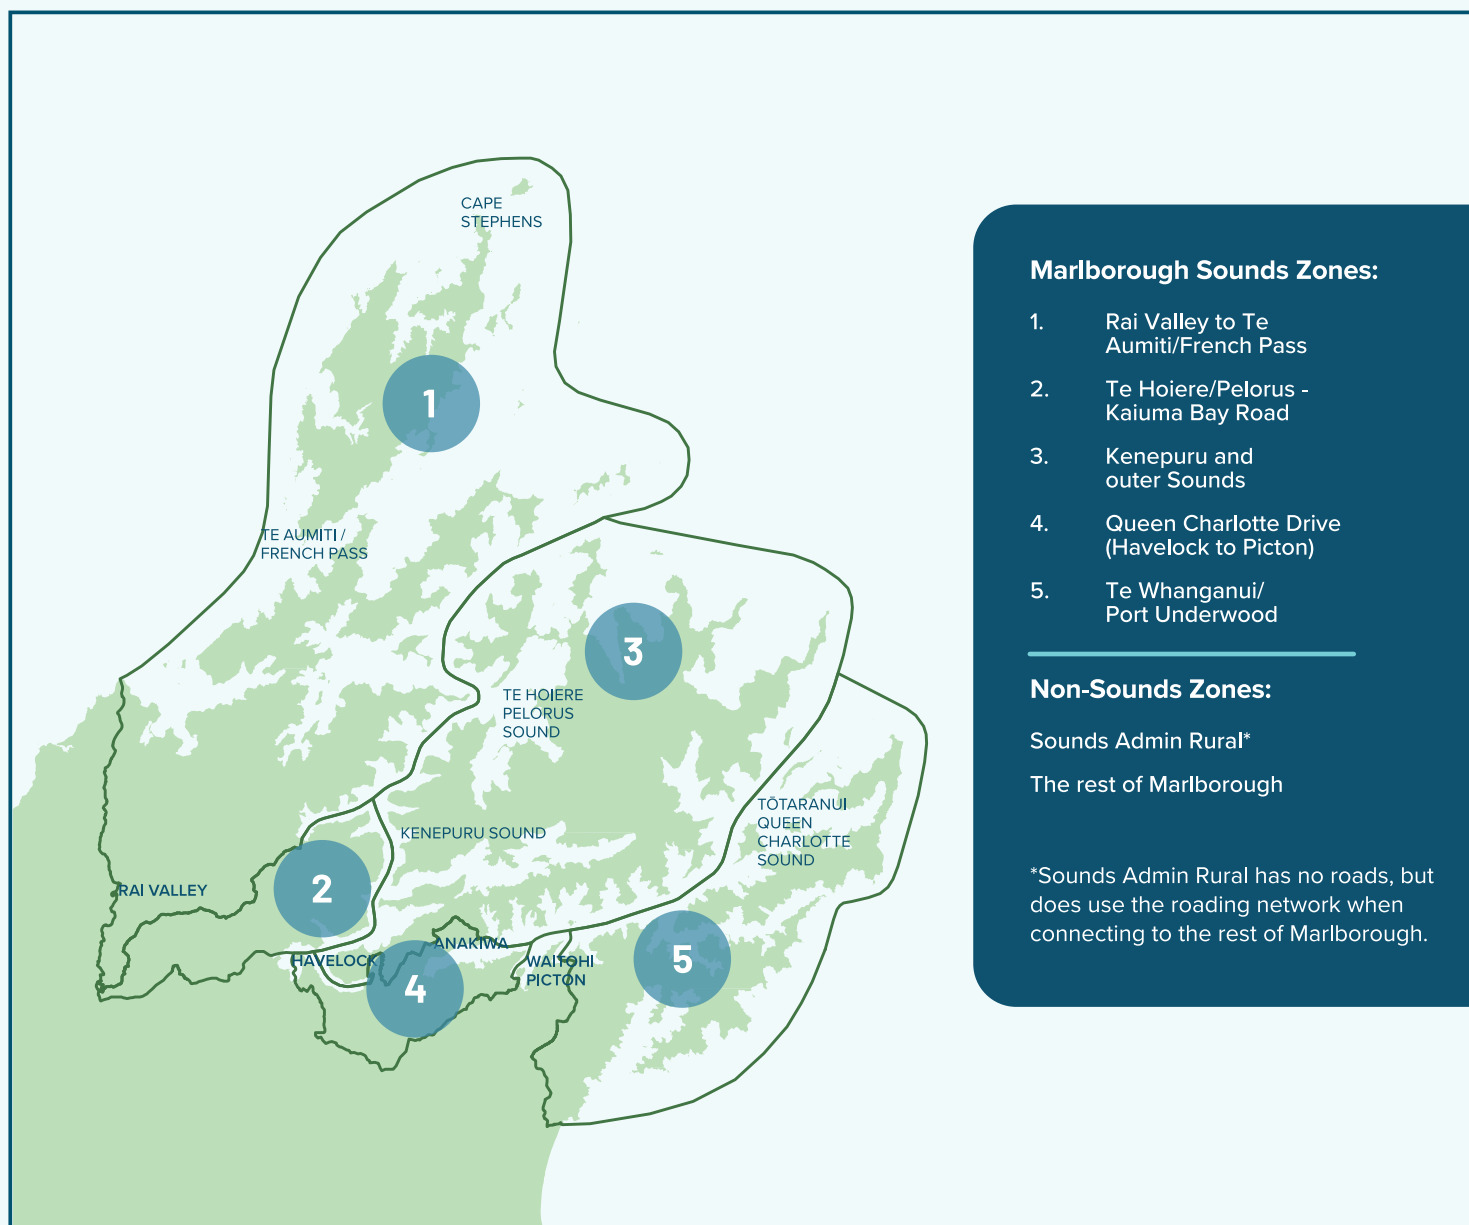 CAPE
STEPHENS
1
TE AUMITI /
FRENCH PASS
3
TE HOIERE
PELORUS
SOUND
TŌTARANUI
QUEEN
CHARLOTTE
SOUND
KENEPURU SOUND
2
RAI VALLEY
ANAKIWA
HAVELOCK
WAITOHI
PICTON
4
5
Marlborough Sounds Zones:
1. Rai Valley to Te
Aumiti/French Pass
2. Te Hoiere/Pelorus -
Kaiuma Bay Road
3. Kenepuru and
outer Sounds
4. Queen Charlotte Drive
(Havelock to Picton)
5. Te Whanganui/
Port Underwood
Non-Sounds Zones:
Sounds Admin Rural*
The rest of Marlborough
*Sounds Admin Rural has no roads, but
does use the roading network when
connecting to the rest of Marlborough.